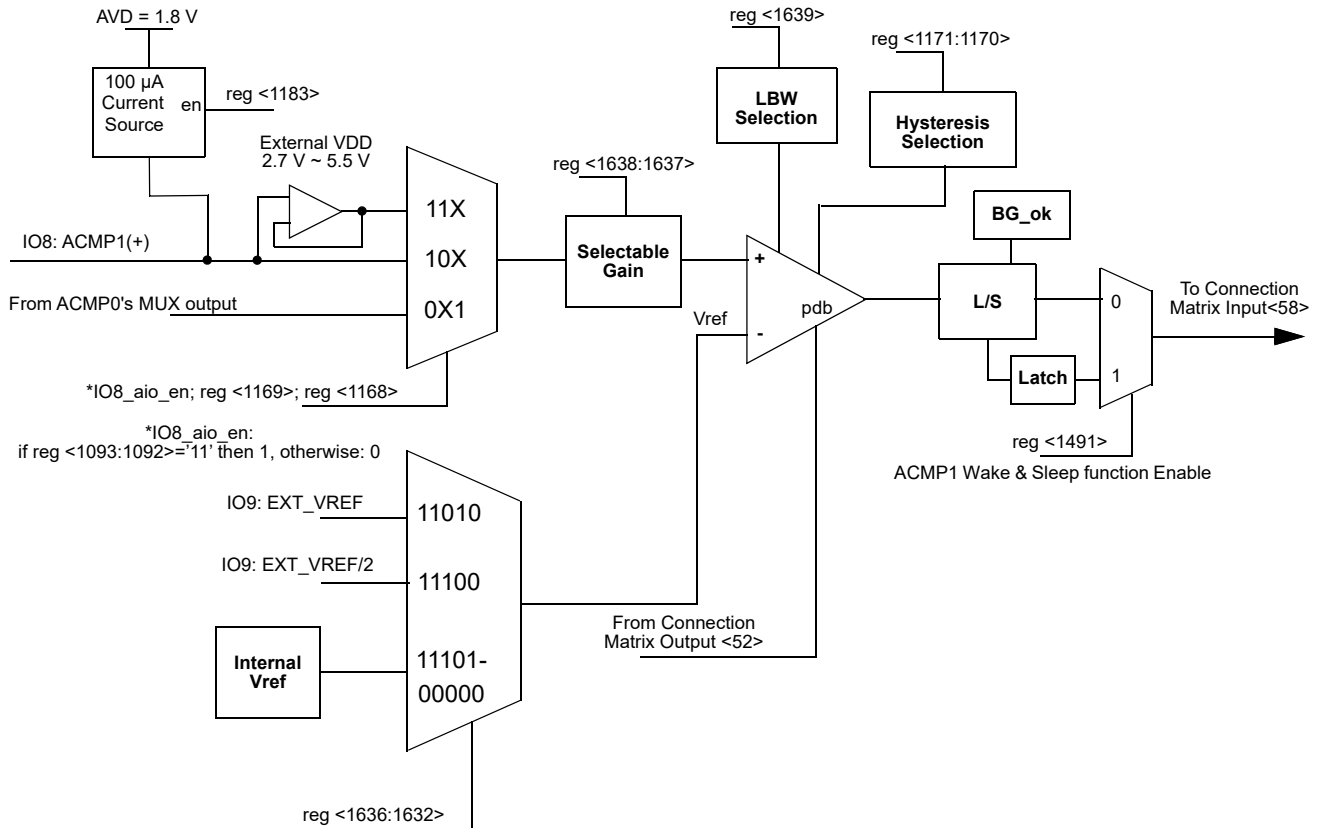 AVD = 1.8 V
reg <1639>
reg <1171:1170>
100 µA
Current
Source
en
reg <1183>
LBW
Selection
Hysteresis
Selection
External VDD
2.7 V ~ 5.5 V
reg <1638:1637>
11X
BG_ok
IO8: ACMP1(+)
10X
Selectable
Gain
+
L/S
0
To Connection
Matrix Input<58>
From ACMP0's MUX output
0X1
Vref
-
pdb
Latch
1
*IO8_aio_en; reg <1169>; reg <1168>
*IO8_aio_en:
if reg <1093:1092>='11' then 1, otherwise: 0
reg <1491>
ACMP1 Wake & Sleep function Enable
IO9: EXT_VREF
11010
IO9: EXT_VREF/2
11100
From Connection
Matrix Output <52>
Internal
Vref
11101-
00000
reg <1636:1632>